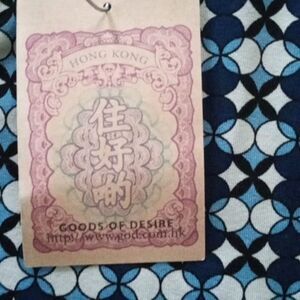 HONG KONG
住好啲
GOODS OF DESIRE
http://www.god.com.hk